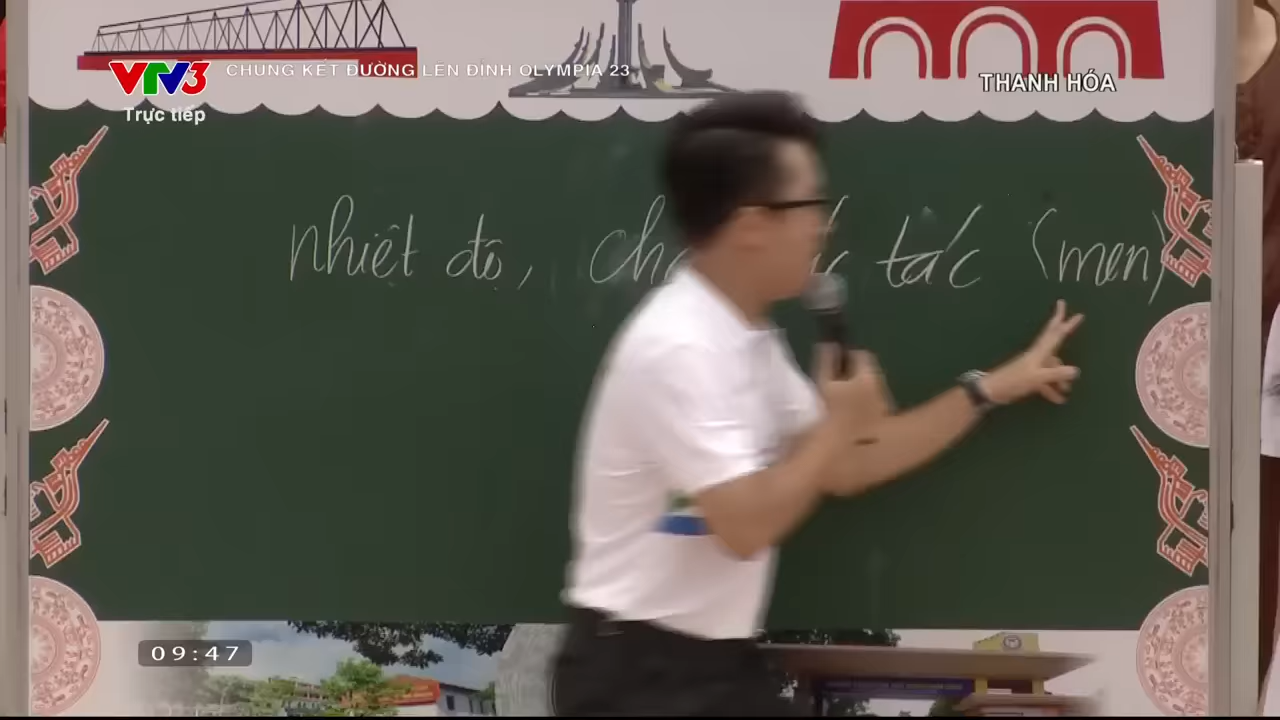 VTV3 CHUNG KẾT ĐƯỜNG LÊN ĐỈNH OLYMPIA 23
Trực tiếp
THANH HÓA
nhiệt độ, tác (men)
09:47